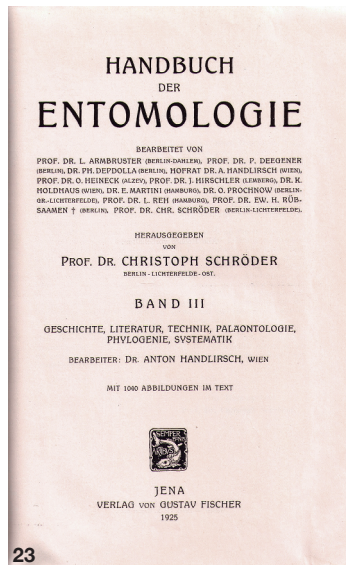 HANDBUCH
DER
ENTOMOLOGIE
BEARBEITET VON
PROF. DR. L. ARMBRUSTER (BERLIN-DAHLEM), PROF. DR. P. DEEGENER
(BERLIN), DR. PH. DEPDOLLA (BERLIN), HOFRAT DR. A. HANDLIRSCH (WIEN),
PROF. DR. O. HEINECK (ALZEY), PROF. DR. J. HIRSCHLER (LEMBERG), DR. K.
HOLDHAUS (WIEN), DR. E. MARTINI (HAMBURG), DR. O. PROCHNOW (BERLIN-
GR.-LICHTERFELDE), PROF. DR. L. REH (HAMBURG), PROF. DR. EW. H. RÜB-
SAAMEN † (BERLIN), PROF. DR. CHR. SCHRÖDER (BERLIN-LICHTERFELDE).
HERAUSGEGEBEN
VON
PROF. DR. CHRISTOPH SCHRÖDER
BERLIN-LICHTERFELDE-OST.
BAND III
GESCHICHTE, LITERATUR, TECHNIK, PALÄONTOLOGIE,
PHYLOGENIE, SYSTEMATIK
BEARBEITER: DR. ANTON HANDLIRSCH, WIEN
MIT 1040 ABBILDUNGEN IM TEXT
SEMPER
JENA
VERLAG VON GUSTAV FISCHER
1925
23